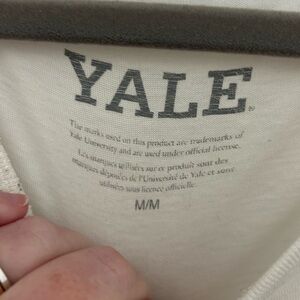 YALE
The marks used on this product are trademarks of
Yale University and are used under official license.
Les marques utilisées sur ce produit sont des
marques déposées de l'Université de Yale et sont
utilisées sous licence officielle.
M/M